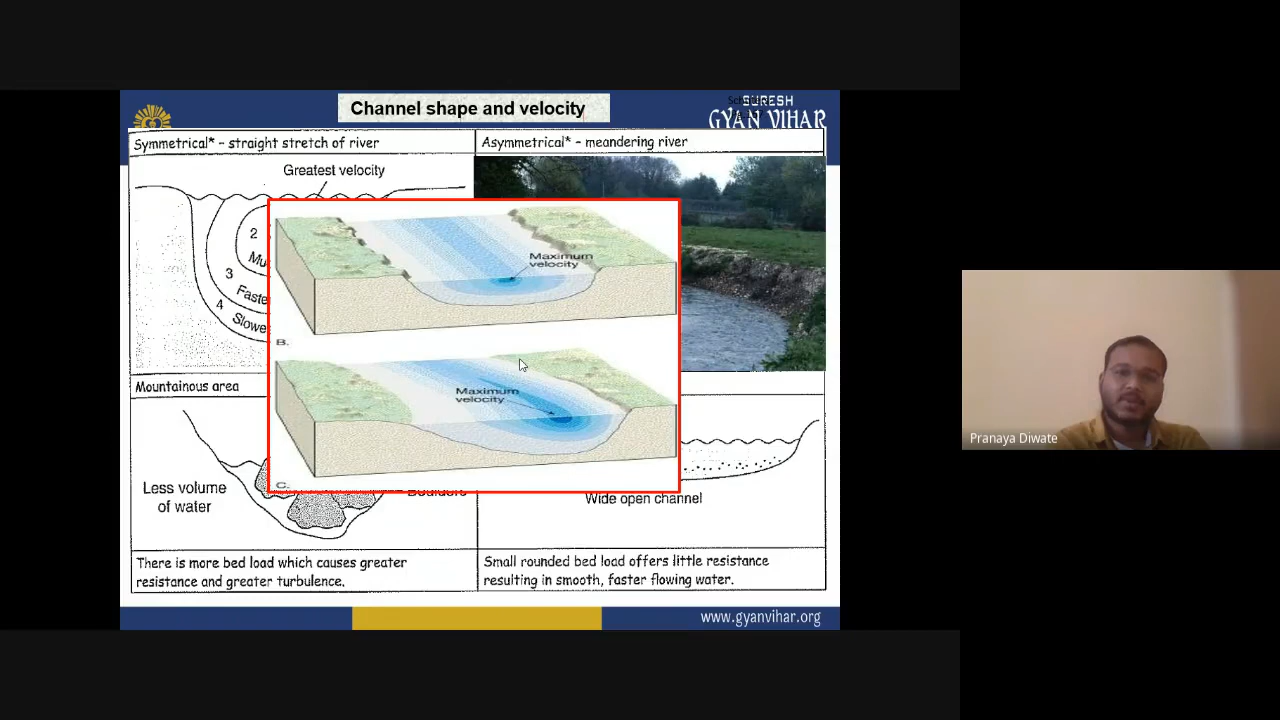 Channel shape and velocity
SURESH
GYAN VIHAR
Symmetrical* – straight stretch of river
Asymmetrical* – meandering river
Greatest velocity
2
3
Faste
4
Slowe
Maximum
velocity
B.
Maximum
velocity
C.
Mountainous area
Less volume
of water
Boulders
Wide open channel
There is more bed load which causes greater
resistance and greater turbulence.
Small rounded bed load offers little resistance
resulting in smooth, faster flowing water.
www.gyanvihar.org
Pranaya Diwate